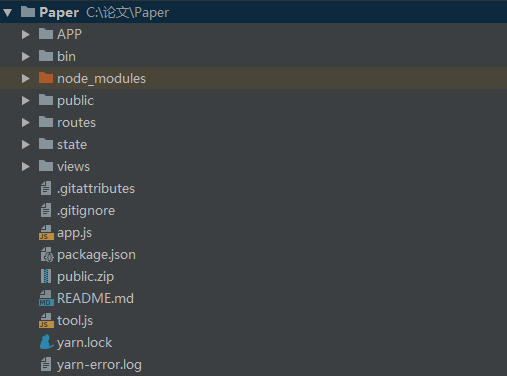 Paper C:\论文\Paper
APP
bin
node_modules
public
routes
state
views
.gitattributes
.gitignore
app.js
package.json
public.zip
README.md
tool.js
yarn.lock
yarn-error.log